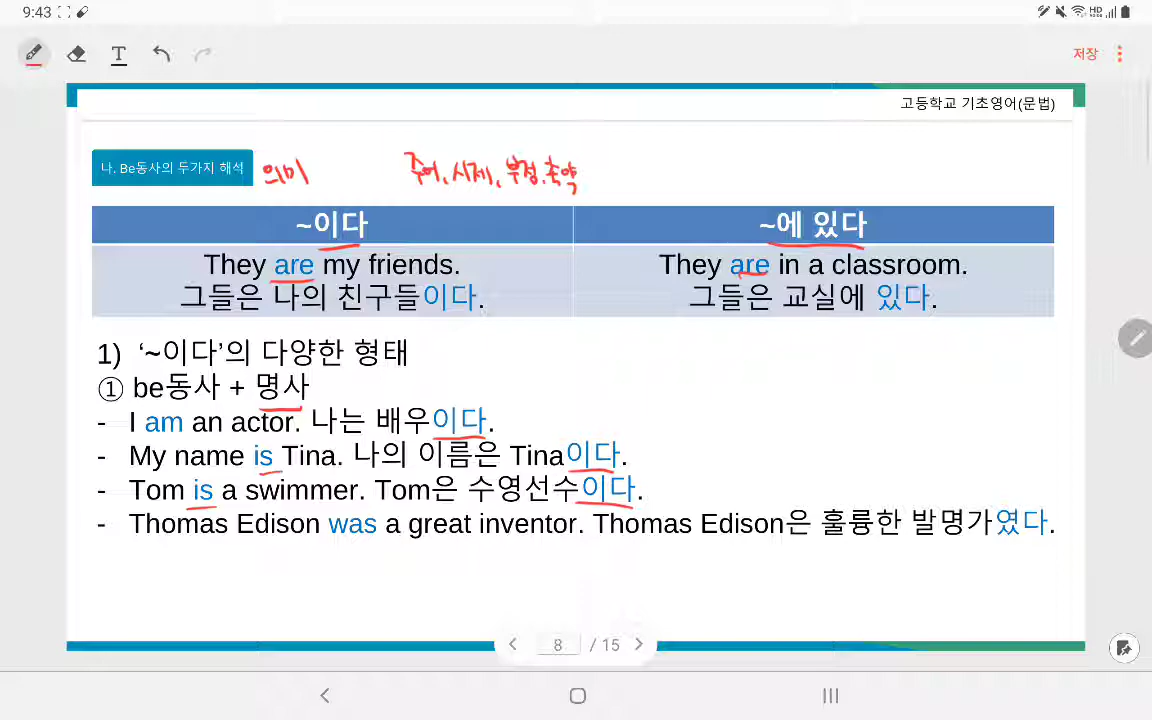 9:43
저장
고등학교 기초영어(문법)
나. Be동사의 두가지 해석 의미 주어, 시제, 부정, 축약
~이다 ~에 있다
They are my friends. They are in a classroom.
그들은 나의 친구들이다. 그들은 교실에 있다.
1) ‘~이다’의 다양한 형태
① be동사 + 명사
- I am an actor. 나는 배우이다.
- My name is Tina. 나의 이름은 Tina이다.
- Tom is a swimmer. Tom은 수영선수이다.
- Thomas Edison was a great inventor. Thomas Edison은 훌륭한 발명가였다.
8 / 15